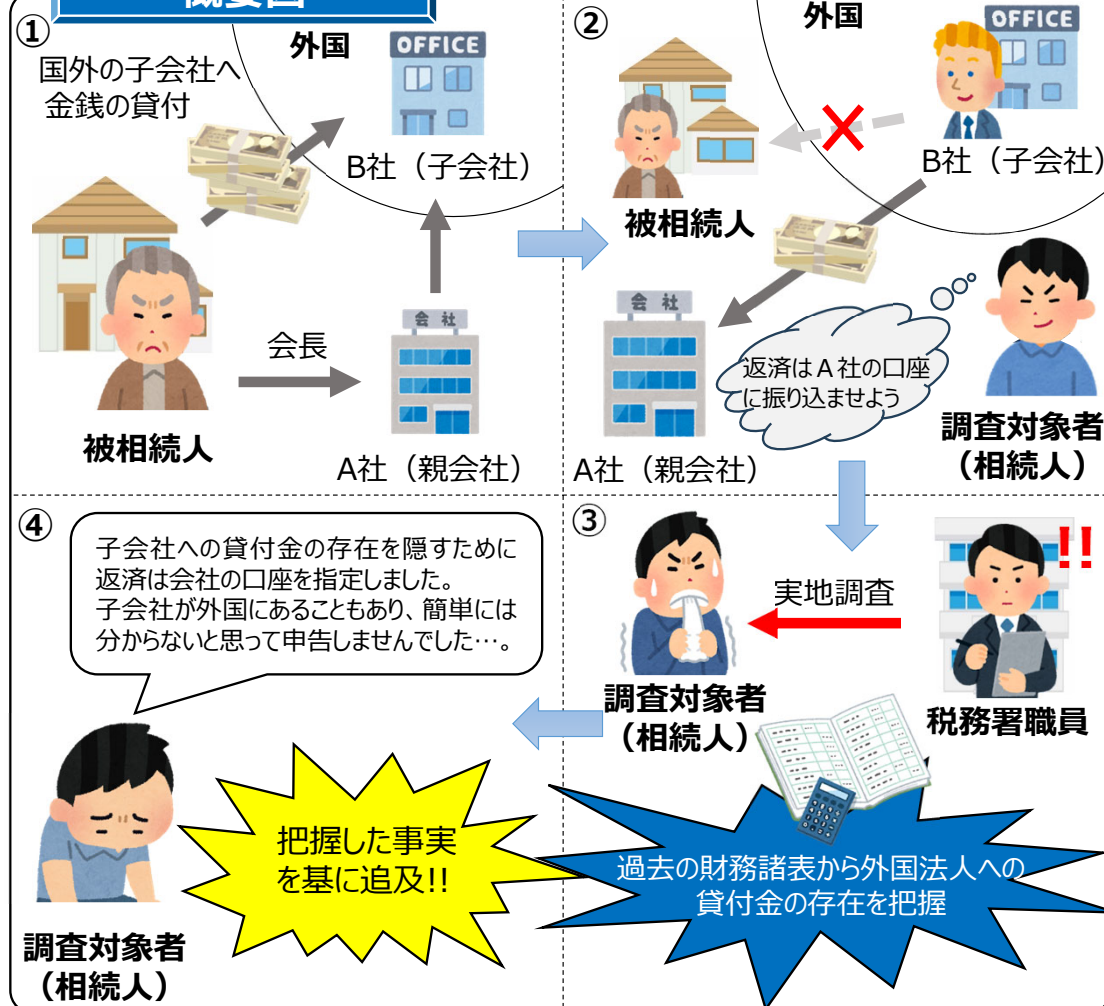 概要図
①
外国
OFFICE
国外の子会社へ
金銭の貸付
B社（子会社）
会長
会社
被相続人
A社（親会社）
②
外国
OFFICE
B社（子会社）
被相続人
会社
返済はＡ社の口座
に振り込ませよう
A社（親会社）
調査対象者
（相続人）
③
!!
実地調査
調査対象者
（相続人）
税務署職員
過去の財務諸表から外国法人への
貸付金の存在を把握
④
子会社への貸付金の存在を隠すために
返済は会社の口座を指定しました。
子会社が外国にあることもあり、簡単には
分からないと思って申告しませんでした…。
把握した事実
を基に追及!!
調査対象者
（相続人）